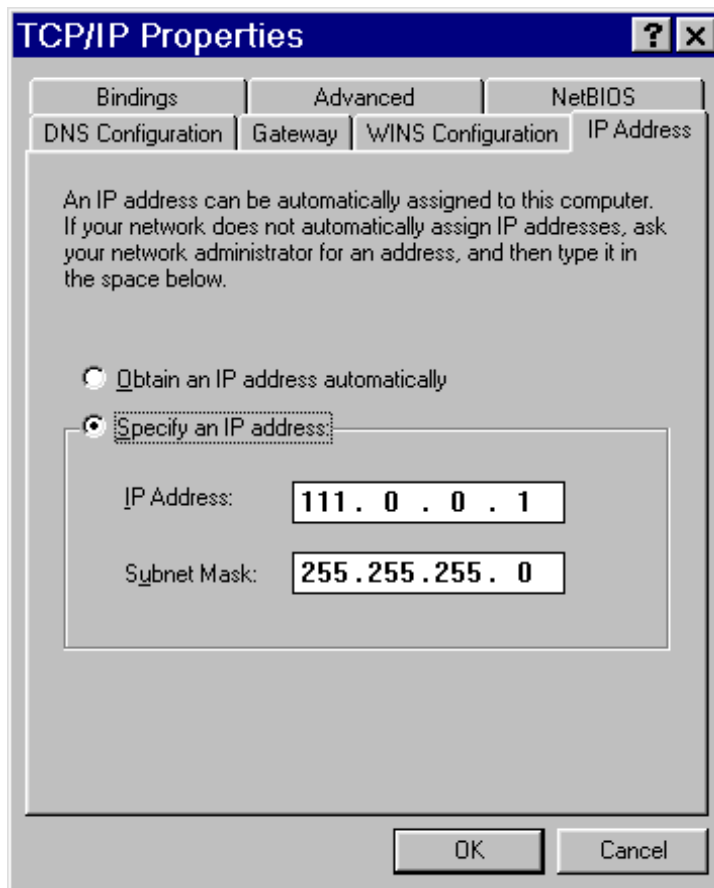 TCP/IP Properties
Bindings Advanced NetBIOS
DNS Configuration Gateway WINS Configuration IP Address
An IP address can be automatically assigned to this computer.
If your network does not automatically assign IP addresses, ask
your network administrator for an address, and then type it in
the space below.
Obtain an IP address automatically
Specify an IP address:
IP Address: 111. 0 . 0 . 1
Subnet Mask: 255.255.255. 0
OK Cancel